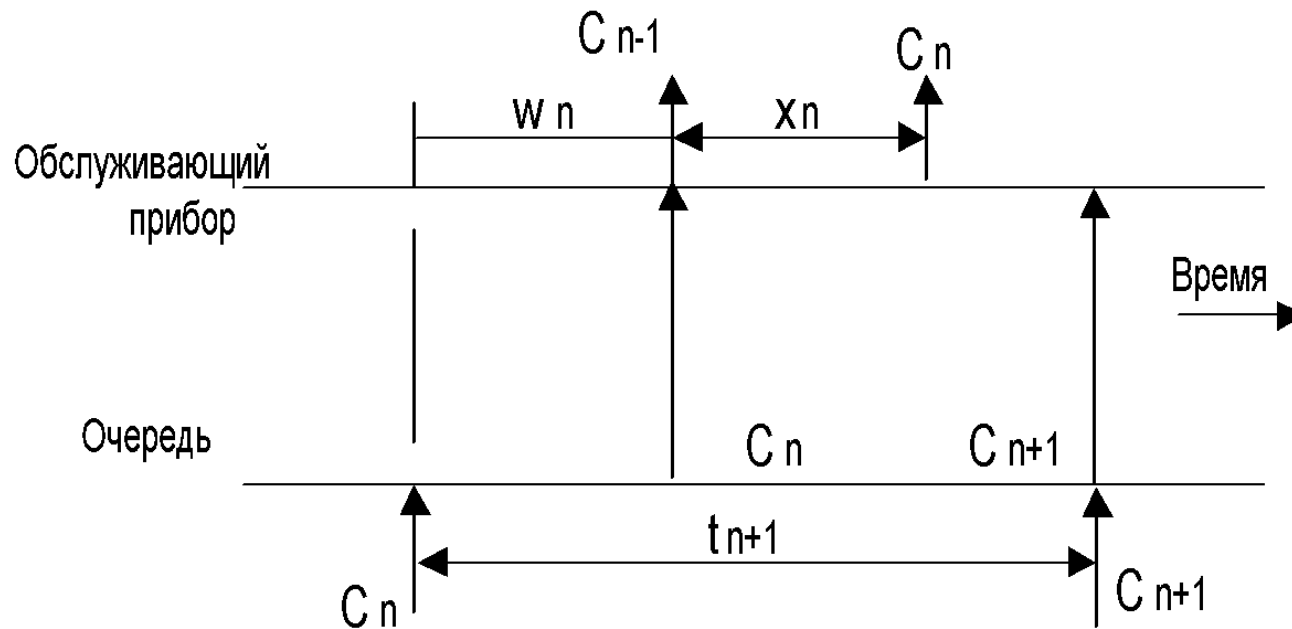 C n-1
C n
w n
x n
Обслуживающий
прибор
Время
Очередь
C n
C n+1
t n+1
C n
C n+1